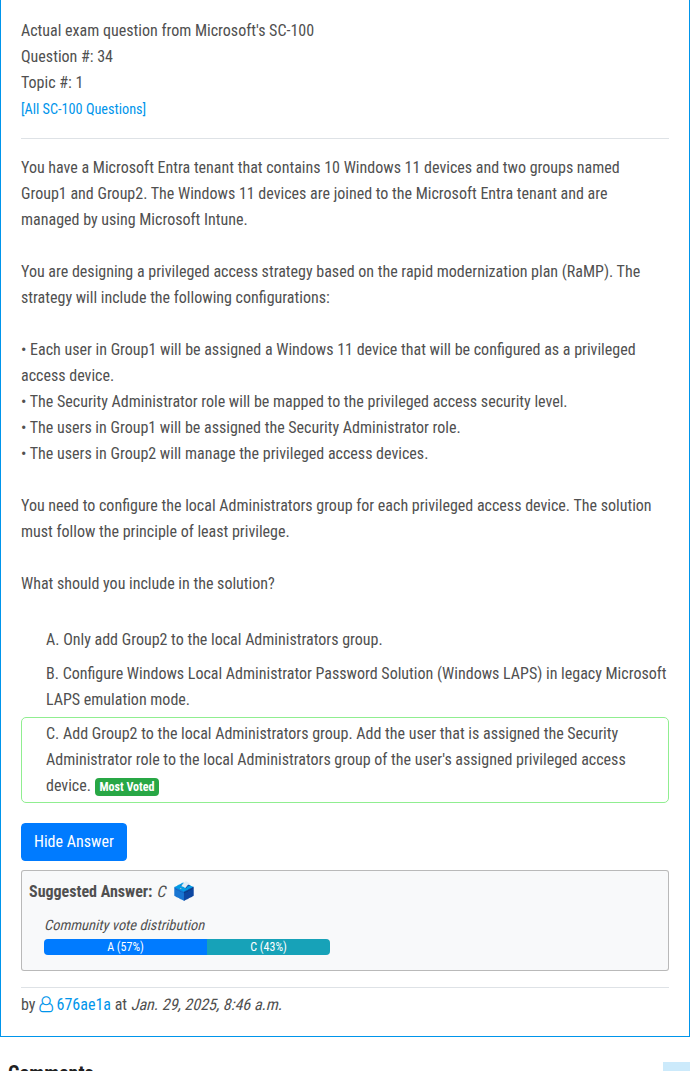 Actual exam question from Microsoft's SC-100
Question #: 34
Topic #: 1
[All SC-100 Questions]
You have a Microsoft Entra tenant that contains 10 Windows 11 devices and two groups named
Group1 and Group2. The Windows 11 devices are joined to the Microsoft Entra tenant and are
managed by using Microsoft Intune.
You are designing a privileged access strategy based on the rapid modernization plan (RaMP). The
strategy will include the following configurations:
• Each user in Group1 will be assigned a Windows 11 device that will be configured as a privileged
access device.
• The Security Administrator role will be mapped to the privileged access security level.
• The users in Group1 will be assigned the Security Administrator role.
• The users in Group2 will manage the privileged access devices.
You need to configure the local Administrators group for each privileged access device. The solution
must follow the principle of least privilege.
What should you include in the solution?
A. Only add Group2 to the local Administrators group.
B. Configure Windows Local Administrator Password Solution (Windows LAPS) in legacy Microsoft
LAPS emulation mode.
C. Add Group2 to the local Administrators group. Add the user that is assigned the Security
Administrator role to the local Administrators group of the user's assigned privileged access
device. Most Voted
Hide Answer
Suggested Answer: C
Community vote distribution
A (57%) C (43%)
by 676ae1a at Jan. 29, 2025, 8:46 a.m.